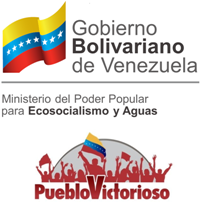 Gobierno
Bolivariano
de Venezuela
Ministerio del Poder Popular
para Ecosocialismo y Aguas
PuebloVictorioso